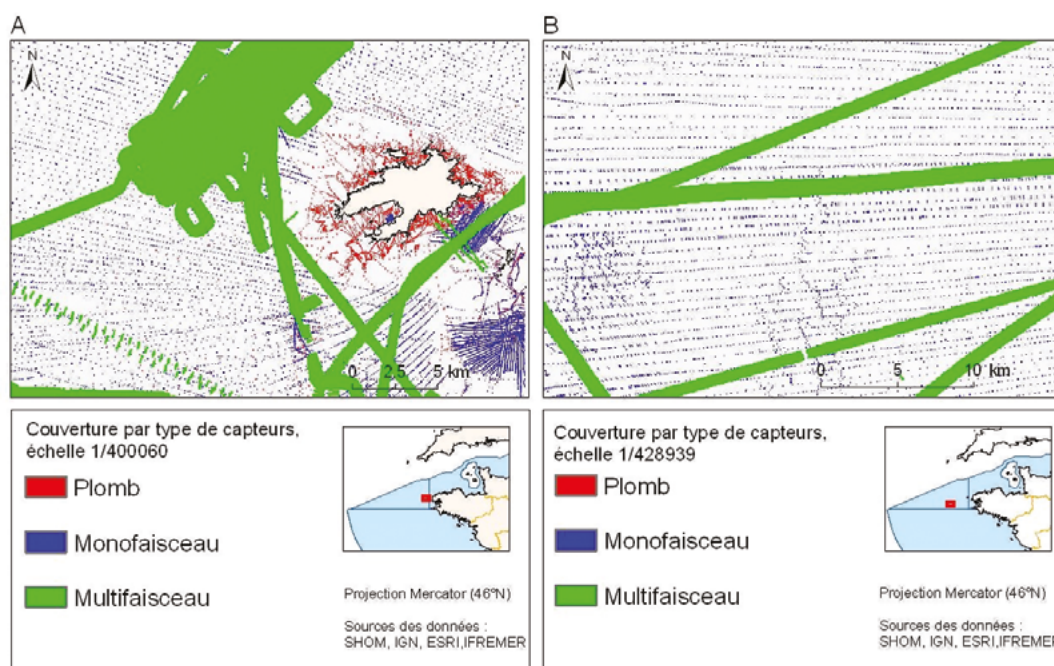 A
N
0 2.5 5 km
Couverture par type de capteurs,
échelle 1/400060
Plomb
Monofaisceau
Multifaisceau
Projection Mercator (46°N)
Sources des données :
SHOM, IGN, ESRI,IFREMER
B
N
0 5 10 km
Couverture par type de capteurs,
échelle 1/428939
Plomb
Monofaisceau
Multifaisceau
Projection Mercator (46°N)
Sources des données :
SHOM, IGN, ESRI,IFREMER